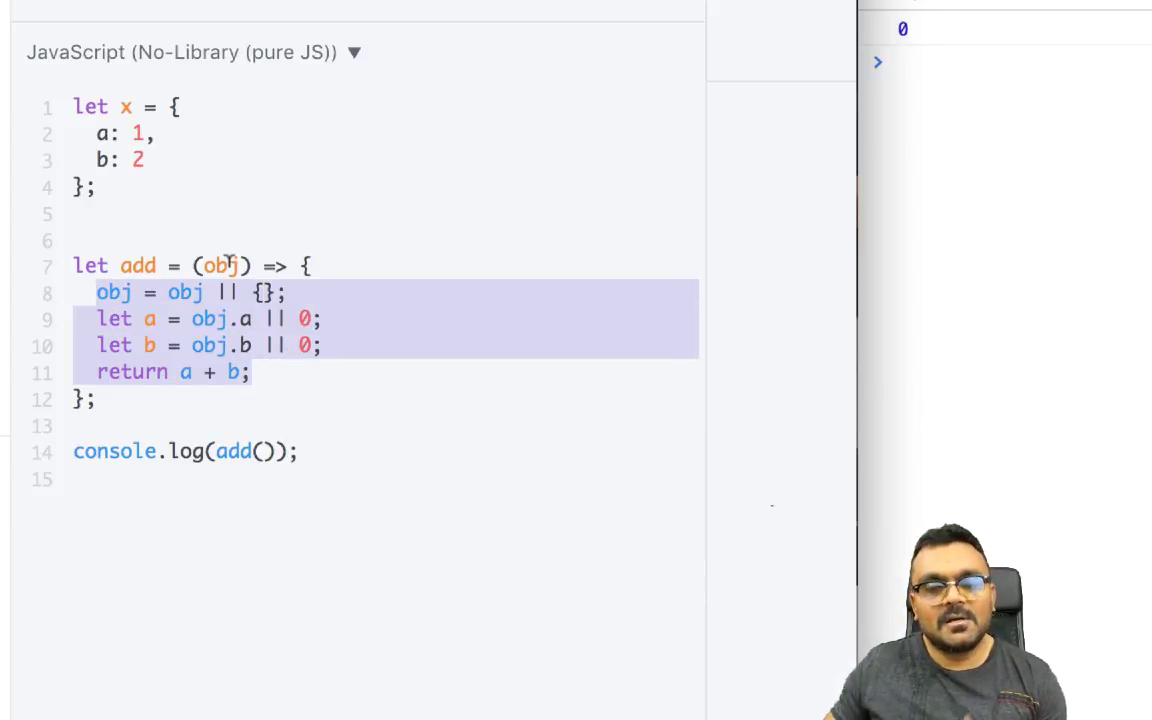 JavaScript (No-Library (pure JS)) ▼
1 let x = {
2 a: 1,
3 b: 2
4 };
5
6
7 let add = (obj) => {
8 obj = obj || {};
9 let a = obj.a || 0;
10 let b = obj.b || 0;
11 return a + b;
12 };
13
14 console.log(add());
15
0
>